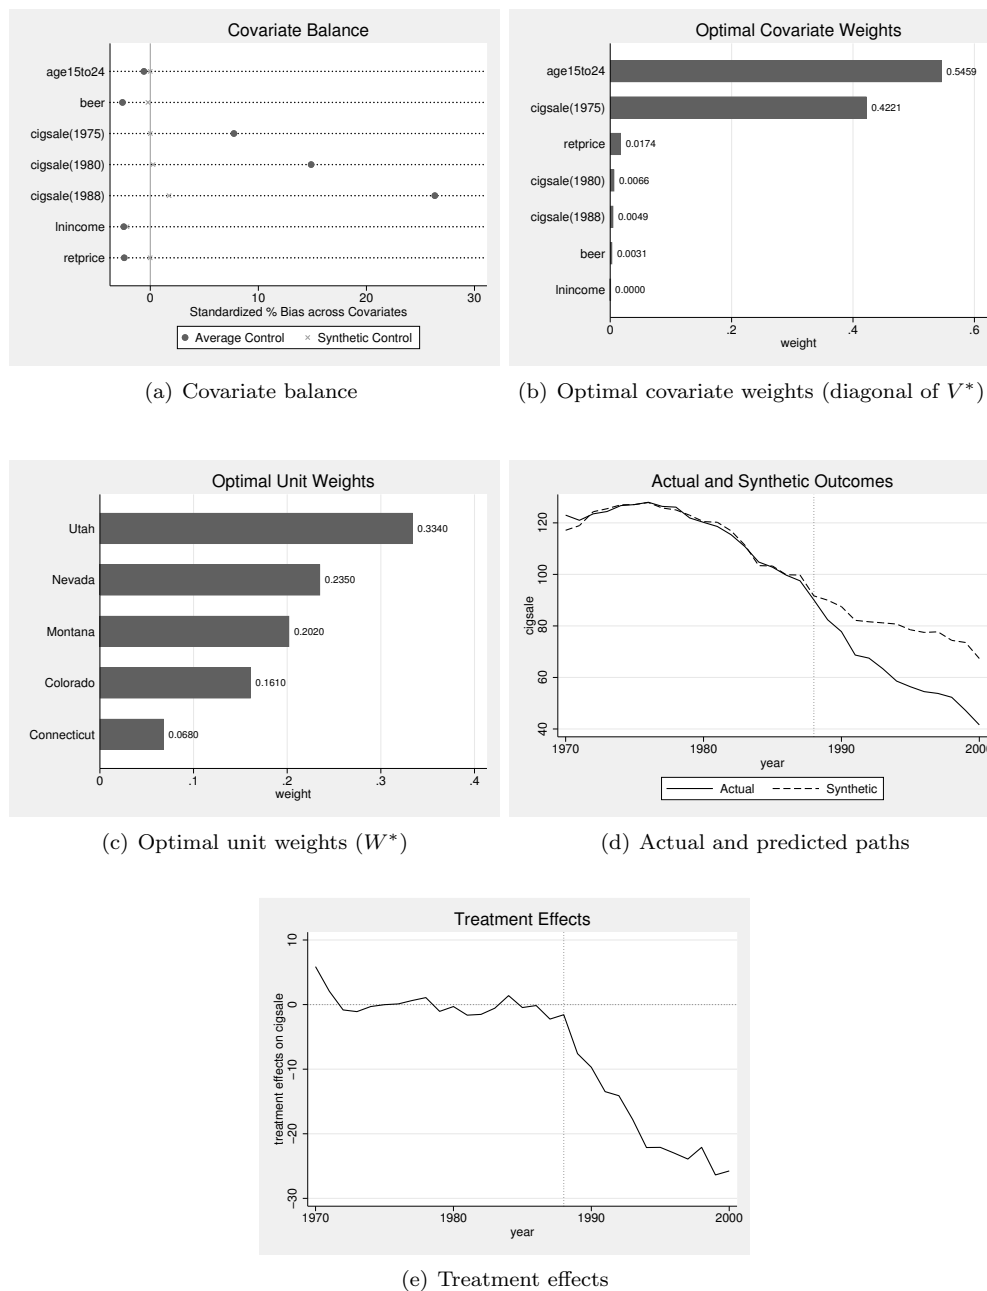 Covariate Balance
age15to24
beer
cigsale(1975)
cigsale(1980)
cigsale(1988)
lnincome
retprice
0 10 20 30
Standardized % Bias across Covariates
Average Control Synthetic Control
(a) Covariate balance
Optimal Covariate Weights
age15to24 0.5459
cigsale(1975) 0.4221
retprice 0.0174
cigsale(1980) 0.0066
cigsale(1988) 0.0049
beer 0.0031
lnincome 0.0000
0 .2 .4 .6
weight
(b) Optimal covariate weights (diagonal of V*)
Optimal Unit Weights
Utah 0.3340
Nevada 0.2350
Montana 0.2020
Colorado 0.1610
Connecticut 0.0680
0 .1 .2 .3 .4
weight
(c) Optimal unit weights (W*)
Actual and Synthetic Outcomes
cigsale
120
100
80
60
40
1970 1980 1990
year
Actual Synthetic
(d) Actual and predicted paths
Treatment Effects
treatment effects on cigsale
10
0
−10
−20
−30
1970 1980 1990 2000
year
(e) Treatment effects